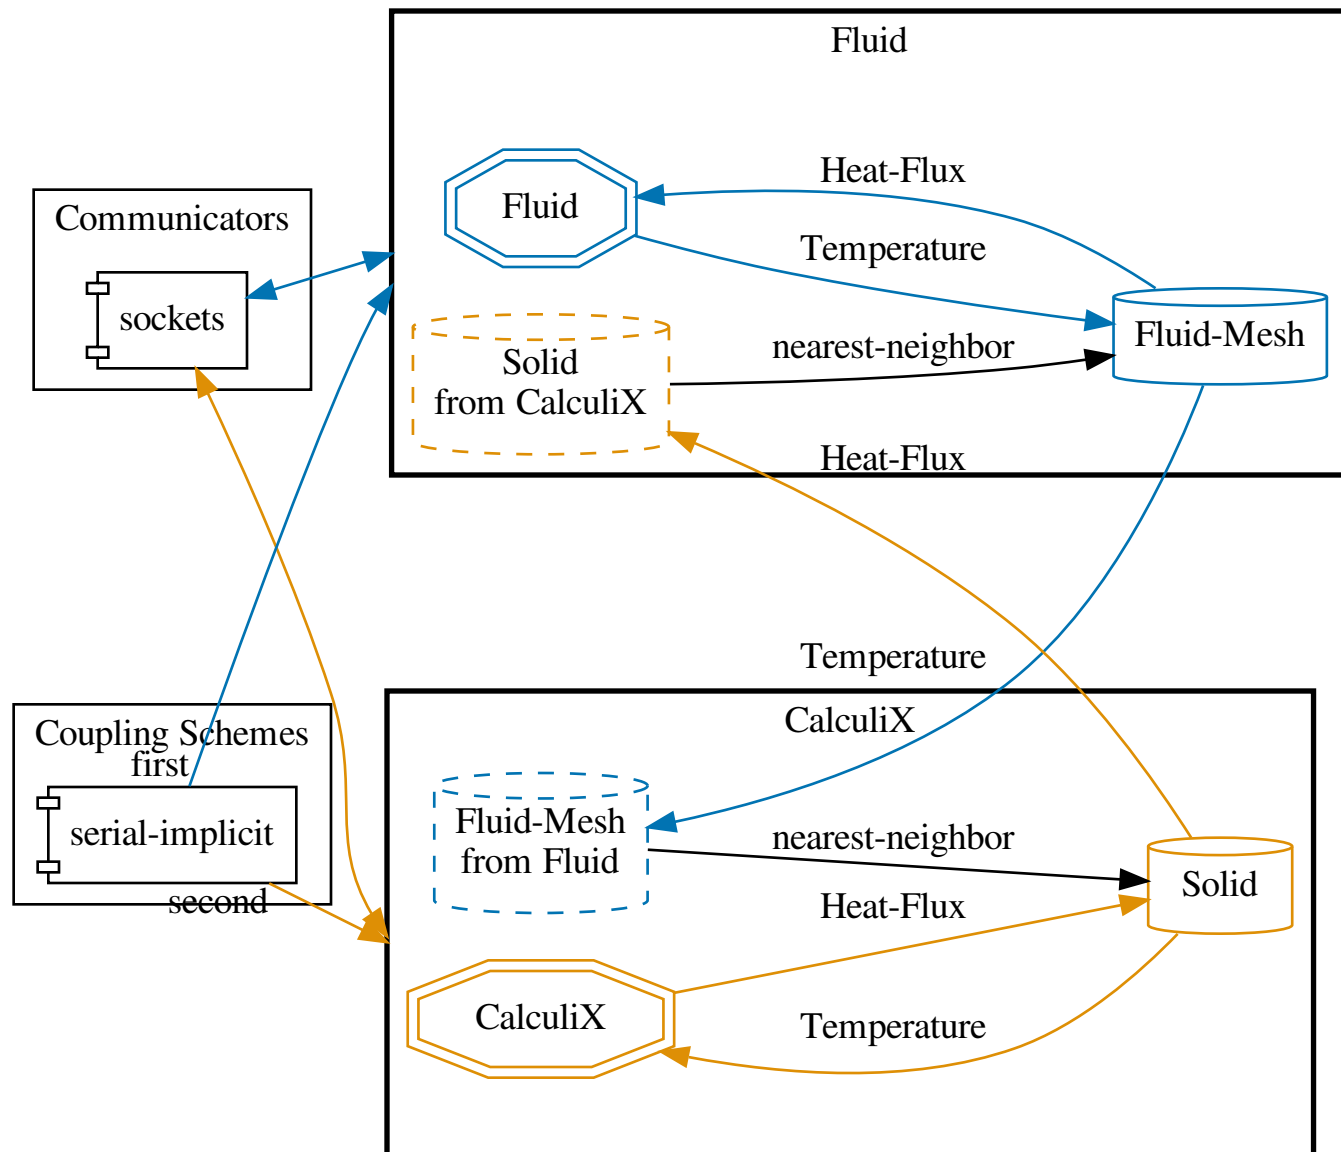 Fluid
Heat-Flux
Fluid
Communicators
Temperature
sockets
Fluid-Mesh
nearest-neighbor
Solid
from CalculiX
Heat-Flux
Temperature
CalculiX
Coupling Schemes
first
serial-implicit
Fluid-Mesh
from Fluid
nearest-neighbor
Solid
second
Heat-Flux
CalculiX
Temperature